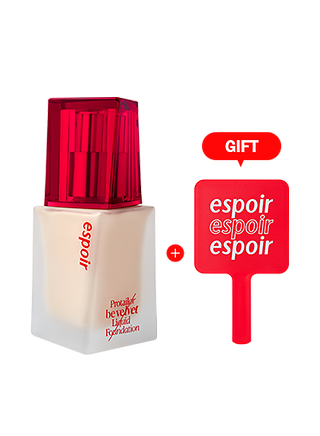 espoir
Protailor
be velvet
Liquid
Foundation
+
GIFT
espoir
espoir
espoir